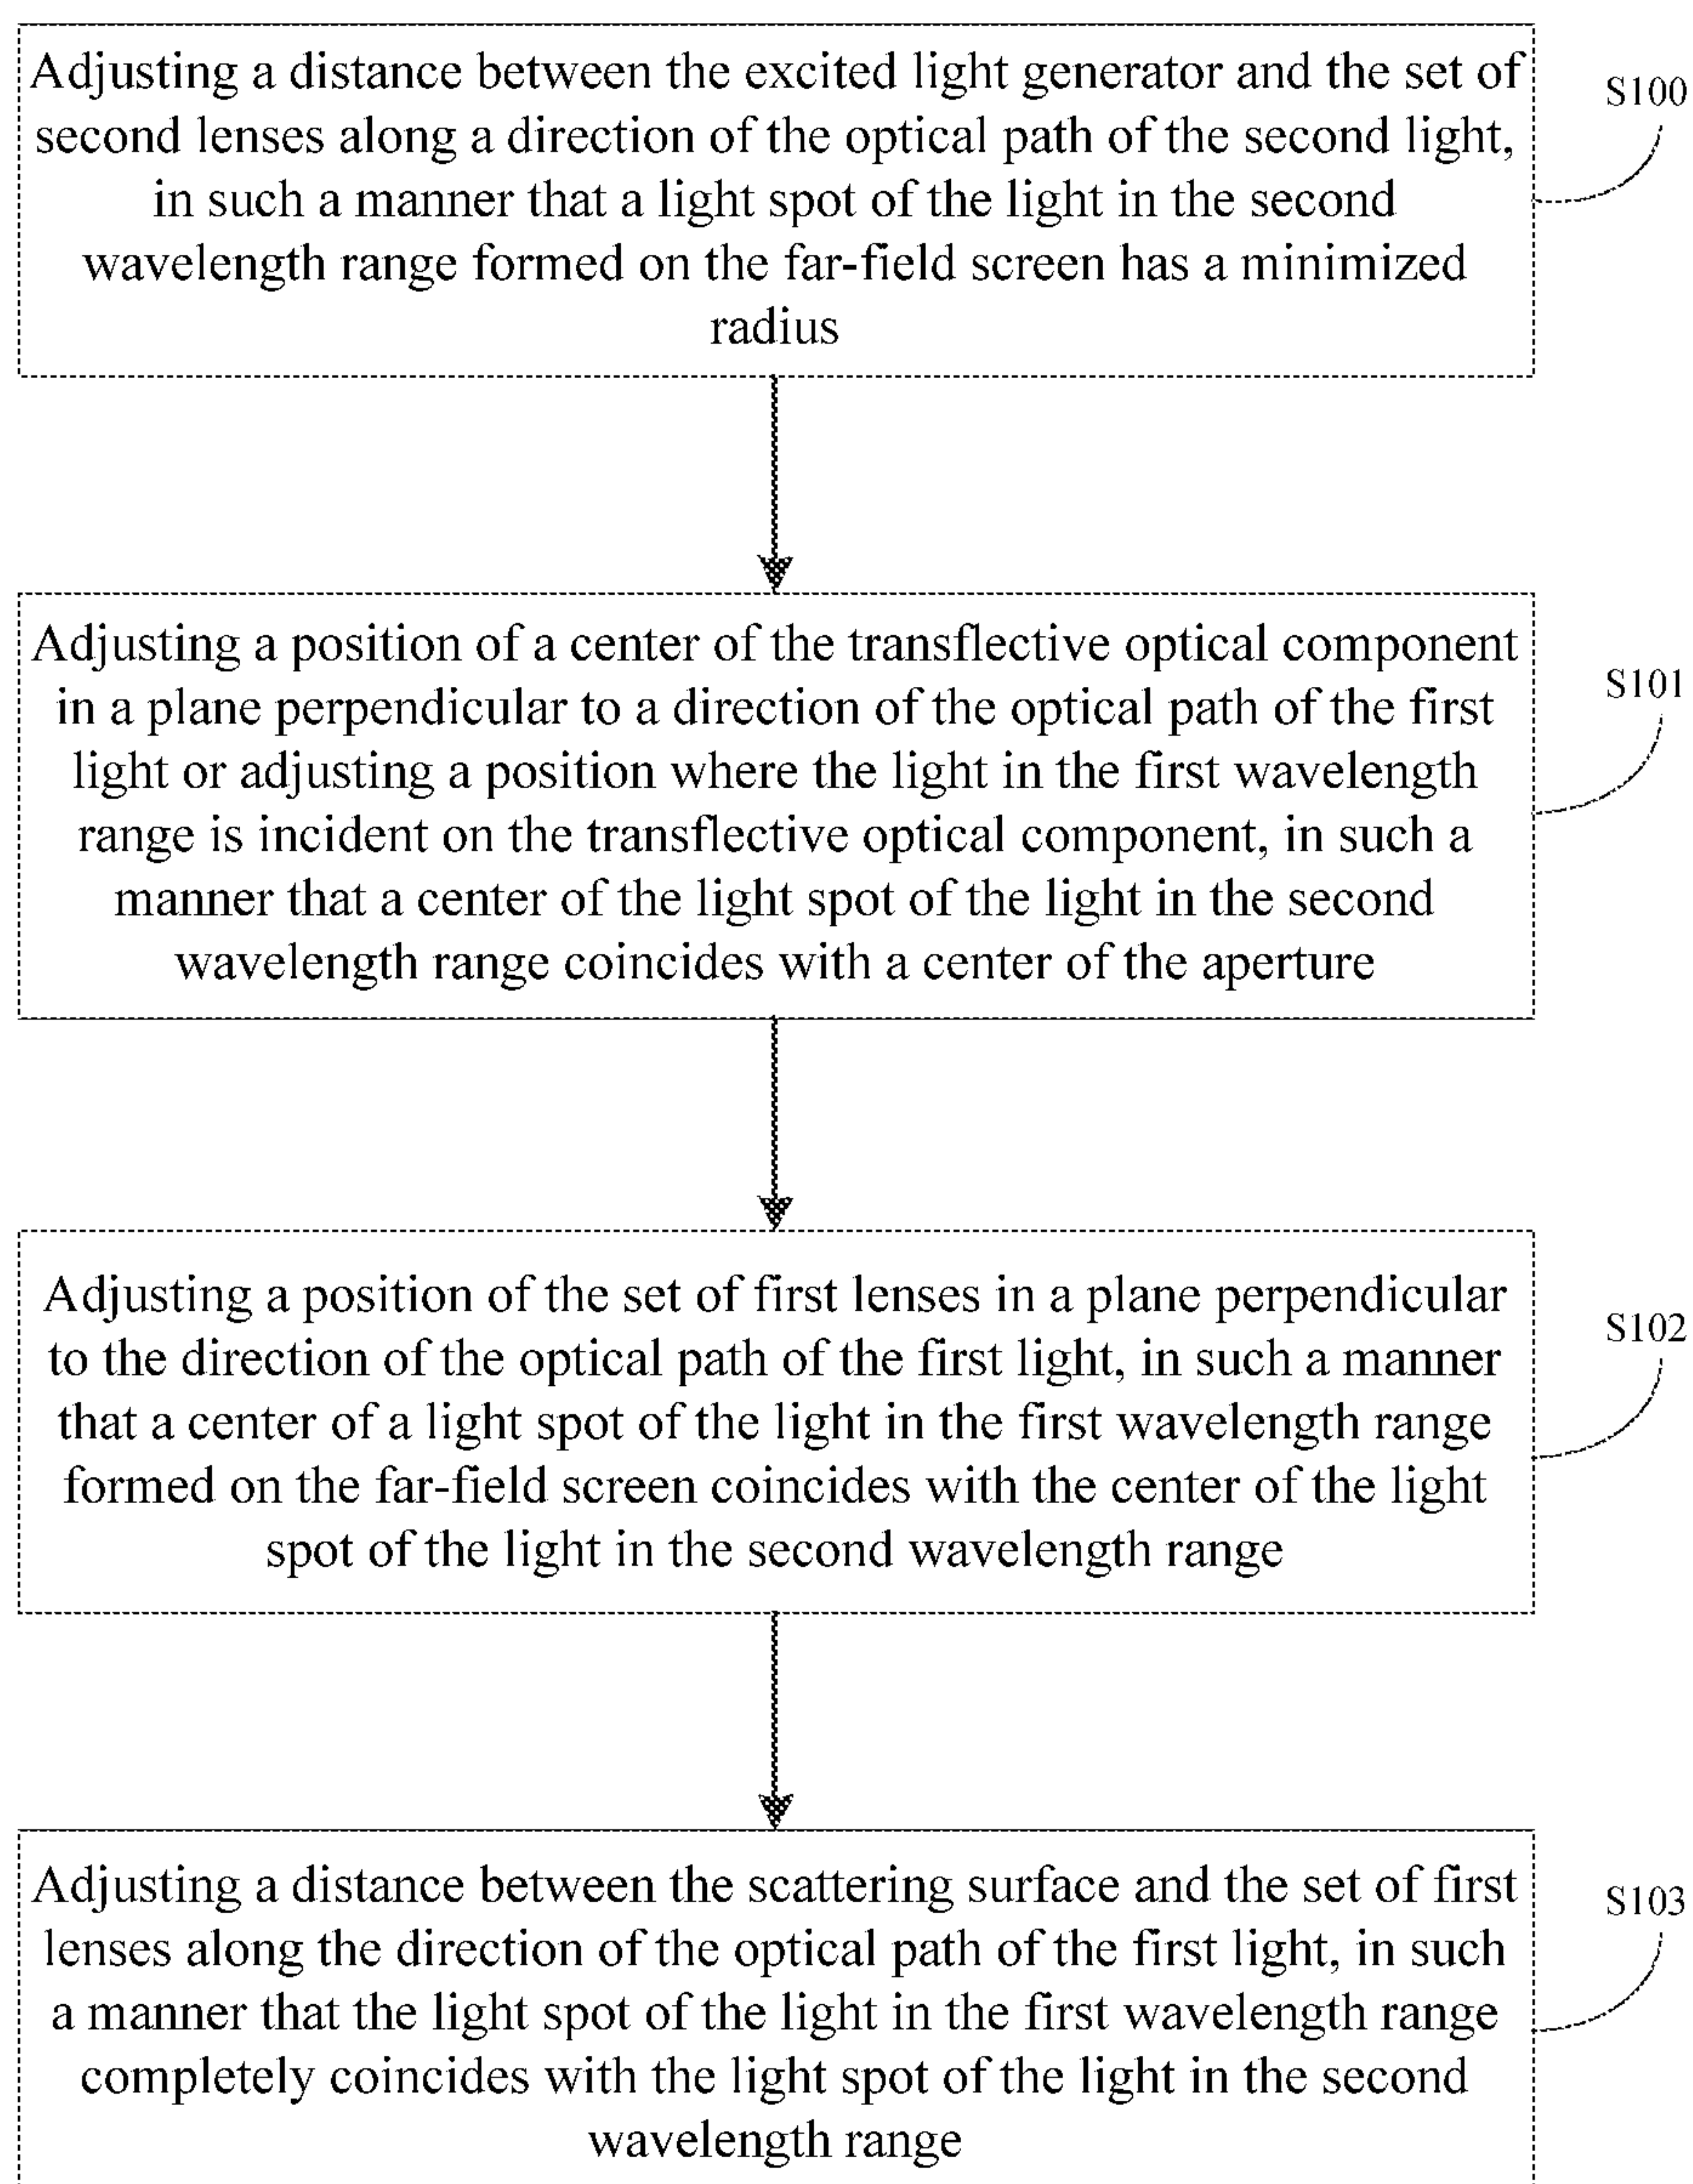 Adjusting a distance between the excited light generator and the set of
second lenses along a direction of the optical path of the second light,
in such a manner that a light spot of the light in the second
wavelength range formed on the far-field screen has a minimized
radius
S100
Adjusting a position of a center of the transflective optical component
in a plane perpendicular to a direction of the optical path of the first
light or adjusting a position where the light in the first wavelength
range is incident on the transflective optical component, in such a
manner that a center of the light spot of the light in the second
wavelength range coincides with a center of the aperture
S101
Adjusting a position of the set of first lenses in a plane perpendicular
to the direction of the optical path of the first light, in such a manner
that a center of a light spot of the light in the first wavelength range
formed on the far-field screen coincides with the center of the light
spot of the light in the second wavelength range
S102
Adjusting a distance between the scattering surface and the set of first
lenses along the direction of the optical path of the first light, in such
a manner that the light spot of the light in the first wavelength range
completely coincides with the light spot of the light in the second
wavelength range
S103